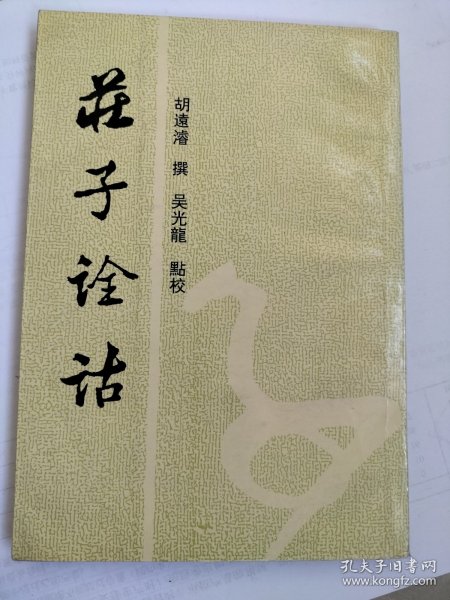 莊子詮詁
胡遠濬 撰 吴光龍 點校
孔夫子旧书网
www.kongfz.com